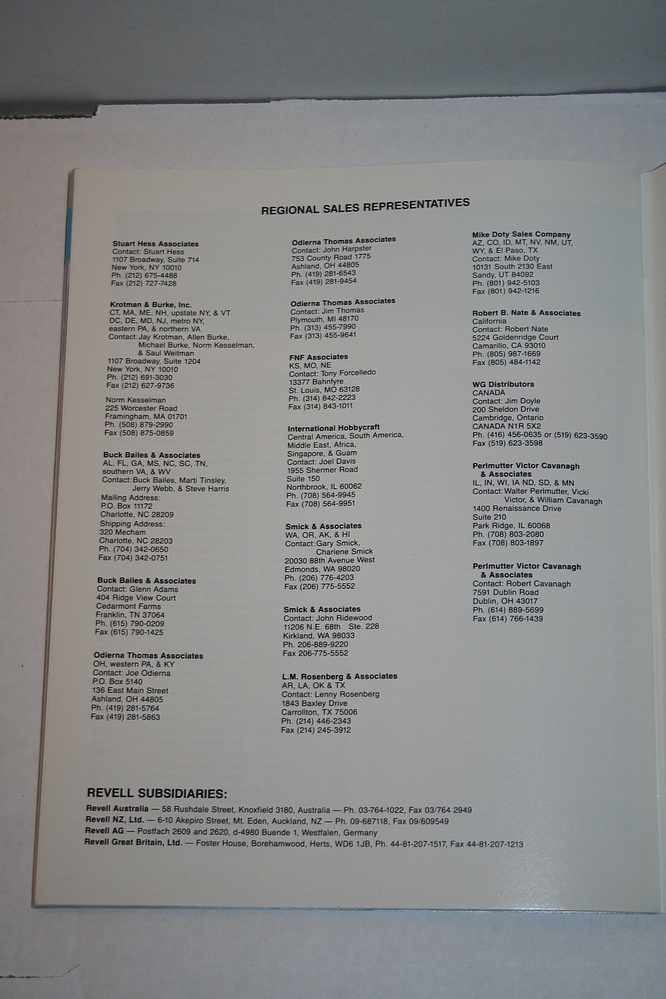 REGIONAL SALES REPRESENTATIVES
Stuart Hess Associates
Contact: Stuart Hess
1107 Broadway, Suite 714
New York, NY 10010
Ph. (212) 675-4488
Fax (212) 727-7428
Krotman & Burke, Inc.
CT, MA, ME, NH, upstate NY, & VT
DC, DE, MD, NJ, metro NY,
eastern PA, & northern VA
Contact: Jay Krotman, Allen Burke,
Michael Burke, Norm Kesselman,
& Saul Weitman
1107 Broadway, Suite 1204
New York, NY 10010
Ph. (212) 691-3030
Fax (212) 627-9736
Norm Kesselman
225 Worcester Road
Framingham, MA 01701
Ph. (508) 879-2990
Fax (508) 875-0859
Buck Bailes & Associates
AL, FL, GA, MS, NC, SC, TN,
southern VA, & WV
Contact: Buck Bailes, Marti Tinsley,
Jerry Webb, & Steve Harris
Mailing Address:
P.O. Box 11172
Charlotte, NC 28209
Shipping Address:
320 Mecham
Charlotte, NC 28203
Ph. (704) 342-0650
Fax (704) 342-0751
Buck Bailes & Associates
Contact: Glenn Adams
404 Ridge View Court
Cedarmont Farms
Franklin, TN 37064
Ph. (615) 790-0209
Fax (615) 790-1425
Odierna Thomas Associates
OH, western PA, & KY
Contact: Joe Odierna
P.O. Box 5140
136 East Main Street
Ashland, OH 44805
Ph. (419) 281-5764
Fax (419) 281-5863
Odierna Thomas Associates
Contact: John Harpster
753 County Road 1775
Ashland, OH 44805
Ph. (419) 281-6543
Fax (419) 281-9454
Odierna Thomas Associates
Contact: Jim Thomas
Plymouth, MI 48170
Ph. (313) 455-7990
Fax (313) 455-9641
FNF Associates
KS, MO, NE
Contact: Tony Forcelledo
13377 Bahnfyre
St. Louis, MO 63128
Ph. (314) 842-2223
Fax (314) 843-1011
International Hobbycraft
Central America, South America,
Middle East, Africa,
Singapore, & Guam
Contact: Joel Davis
1955 Shermer Road
Suite 150
Northbrook, IL 60062
Ph. (708) 564-9945
Fax (708) 564-9951
Smick & Associates
WA, OR, AK, & HI
Contact: Gary Smick,
Charlene Smick
20030 88th Avenue West
Edmonds, WA 98020
Ph. (206) 776-4203
Fax (206) 775-5552
Smick & Associates
Contact: John Ridewood
11206 N.E. 68th Ste. 228
Kirkland, WA 98033
Ph. 206-889-9220
Fax 206-775-5552
L.M. Rosenberg & Associates
AR, LA, OK & TX
Contact: Lenny Rosenberg
1843 Baxley Drive
Carrollton, TX 75006
Ph. (214) 446-2343
Fax (214) 245-3912
Mike Doty Sales Company
AZ, CO, ID, MT, NV, NM, UT,
WY, & El Paso, TX
Contact: Mike Doty
10131 South 2130 East
Sandy, UT 84092
Ph. (801) 942-5103
Fax (801) 942-1216
Robert B. Nate & Associates
California
Contact: Robert Nate
5224 Goldenridge Court
Camarillo, CA 93010
Ph. (805) 987-1669
Fax (805) 484-1142
WG Distributors
CANADA
Contact: Jim Doyle
200 Sheldon Drive
Cambridge, Ontario
CANADA N1R 5X2
Ph. (416) 456-0635 or (519) 623-3590
Fax (519) 623-3598
Perlmutter Victor Cavanagh
& Associates
IL, IN, WI, IA ND, SD, & MN
Contact: Walter Perlmutter, Vicki
Victor, & William Cavanagh
1400 Renaissance Drive
Suite 210
Park Ridge, IL 60068
Ph. (708) 803-2080
Fax (708) 803-1897
Perlmutter Victor Cavanagh
& Associates
Contact: Robert Cavanagh
7591 Dublin Road
Dublin, OH 43017
Ph. (614) 889-5699
Fax (614) 766-1439
REVELL SUBSIDIARIES:
Revell Australia — 58 Rushdale Street, Knoxfield 3180, Australia — Ph. 03-764-1022, Fax 03/764 2949
Revell NZ, Ltd. — 6-10 Akepiro Street, Mt. Eden, Auckland, NZ — Ph. 09-687118, Fax 09/609549
Revell AG — Postfach 2609 and 2620, d-4980 Buende 1, Westfalen, Germany
Revell Great Britain, Ltd. — Foster House, Borehamwood, Herts, WD6 1JB, Ph. 44-81-207-1517, Fax 44-81-207-1213